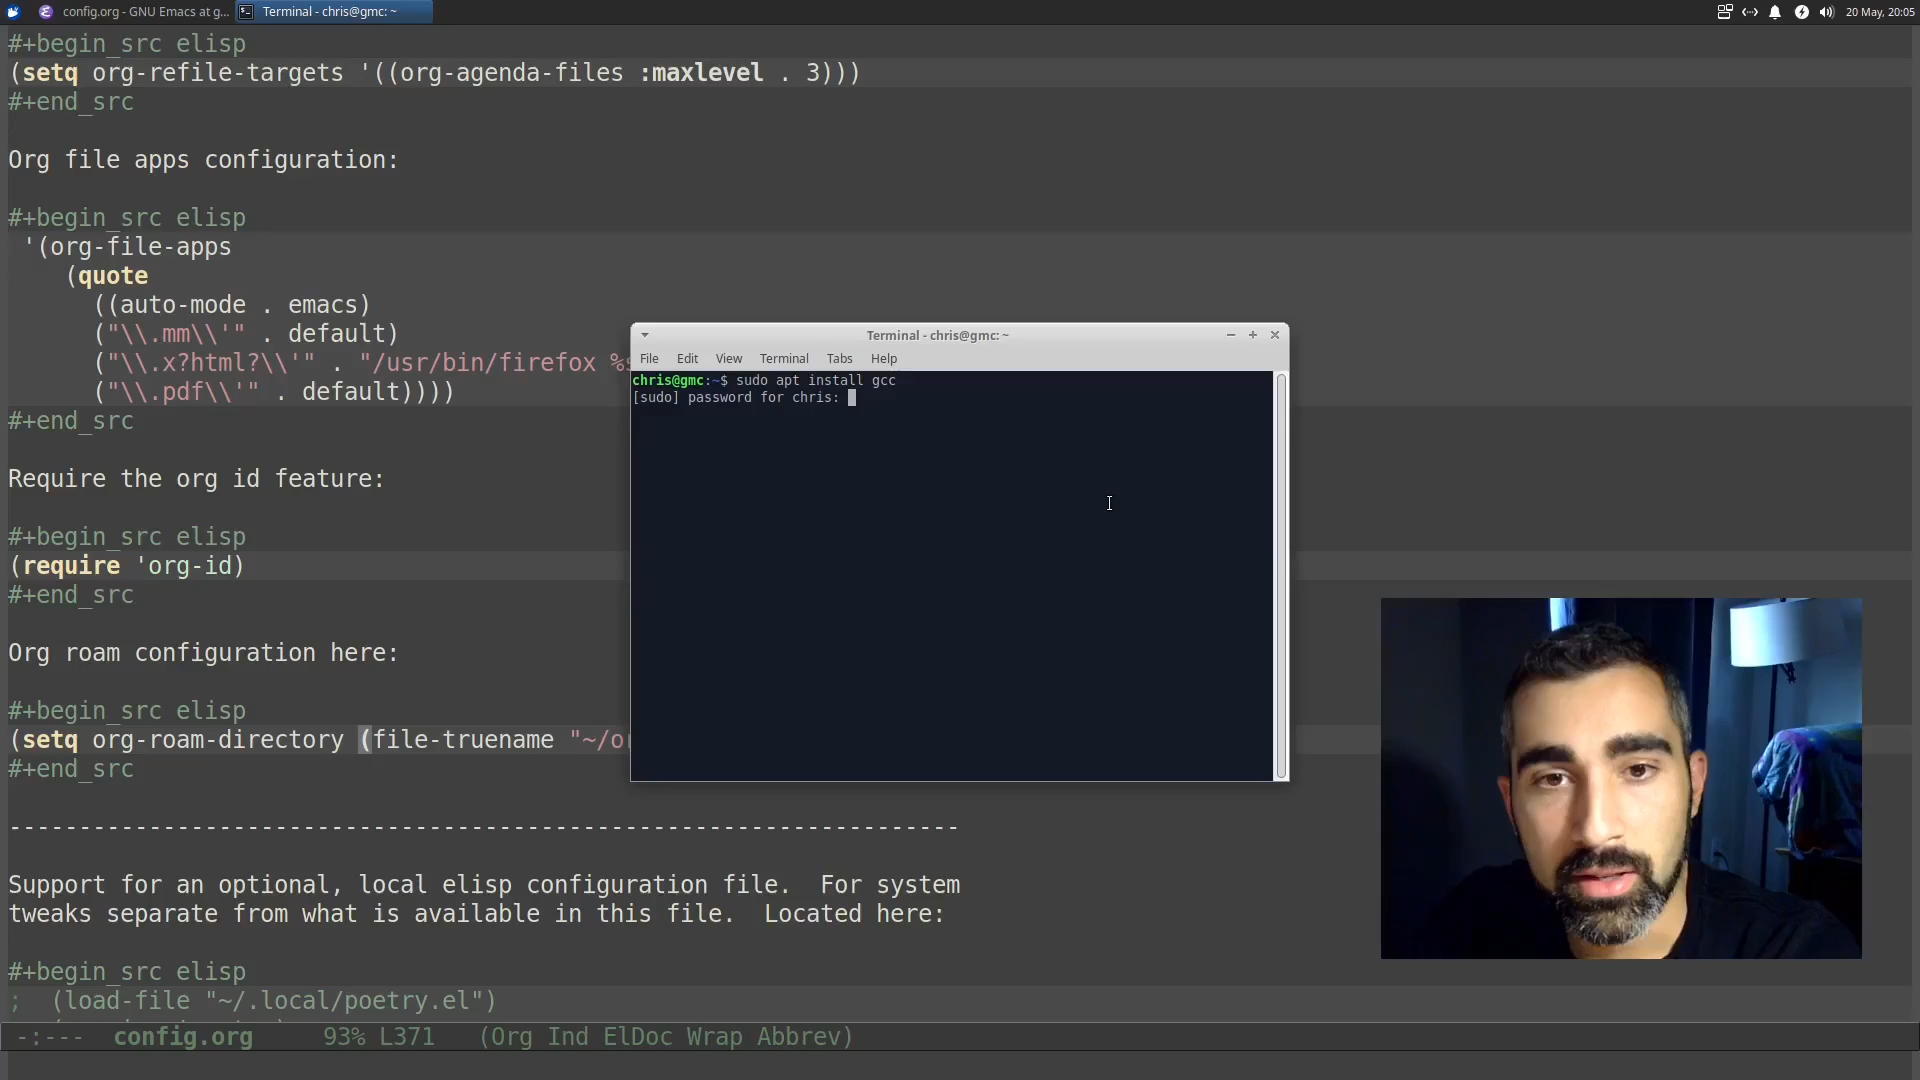 config.org - GNU Emacs at g...
Terminal - chris@gmc: ~
20 May, 20:05
#+begin_src elisp
(setq org-refile-targets '((org-agenda-files :maxlevel . 3)))
#+end_src
Org file apps configuration:
#+begin_src elisp
'(org-file-apps
(quote
((auto-mode . emacs)
("\\.mm\\'" . default)
("\\.x?html?\\'" . "/usr/bin/firefox %s
("\\.pdf\\'" . default))))
#+end_src
Require the org id feature:
#+begin_src elisp
(require 'org-id)
#+end_src
Org roam configuration here:
#+begin_src elisp
(setq org-roam-directory (file-truename "~/or
#+end_src
--------------------------------------------------------------------
Support for an optional, local elisp configuration file.  For system
tweaks separate from what is available in this file.  Located here:
#+begin_src elisp
;  (load-file "~/.local/poetry.el")
-:---  config.org     93% L371   (Org Ind ElDoc Wrap Abbrev)
Terminal - chris@gmc: ~
File Edit View Terminal Tabs Help
chris@gmc:~$ sudo apt install gcc
[sudo] password for chris: